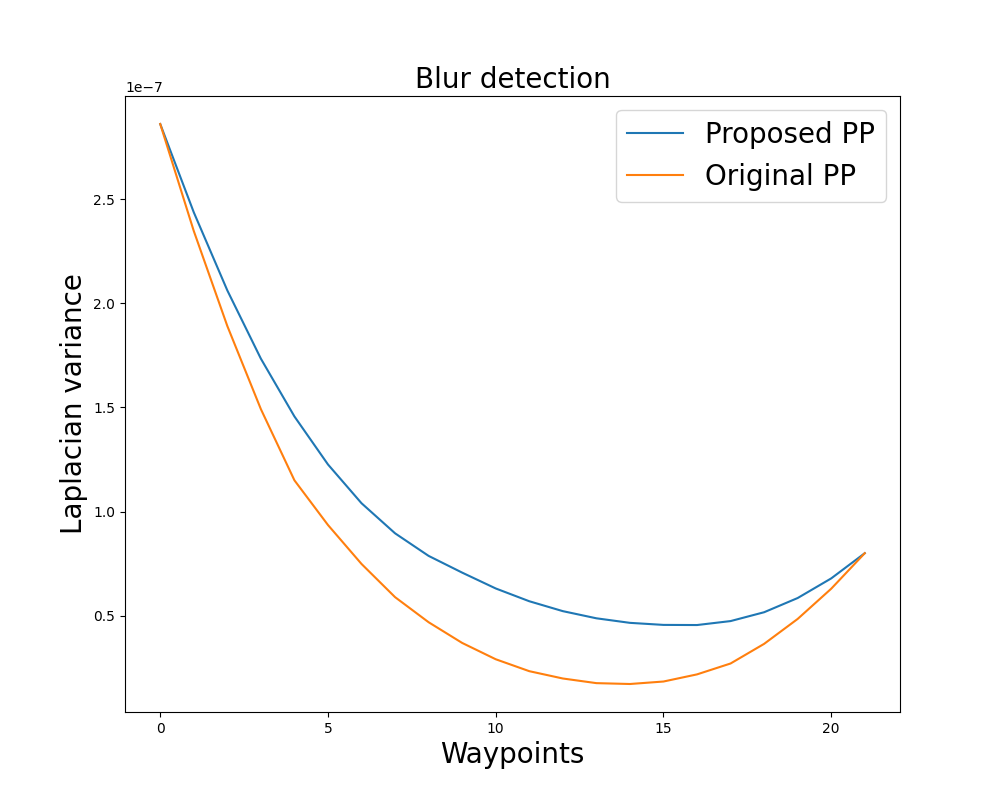 Blur detection
1e−7
Proposed PP
Original PP
2.5
2.0
1.5
1.0
0.5
Laplacian variance
0 5 10 15 20
Waypoints